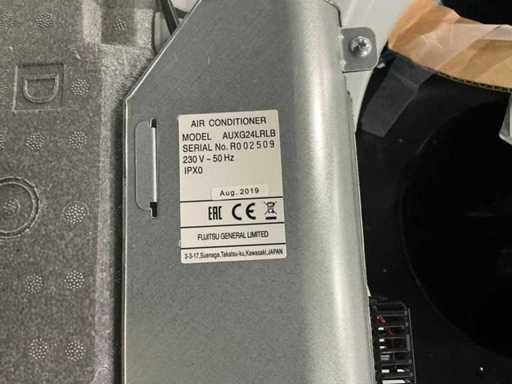 AIR CONDITIONER
MODEL AUXG24LRLB
SERIAL No. R002509
230 V ~ 50 Hz
IPX0
Aug. 2019
EAC CE
FUJITSU GENERAL LIMITED
3-3-17, Suenaga, Takatsu-ku, Kawasaki, JAPAN
D